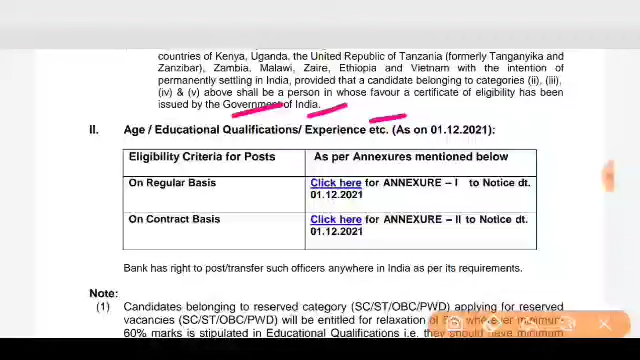 countries of Kenya, Uganda, the United Republic of Tanzania (formerly Tanganyika and
Zanzibar), Zambia, Malawi, Zaire, Ethiopia and Vietnam with the intention of
permanently settling in India, provided that a candidate belonging to categories (ii), (iii),
(iv) & (v) above shall be a person in whose favour a certificate of eligibility has been
issued by the Government of India.
II. Age / Educational Qualifications/ Experience etc. (As on 01.12.2021):
Eligibility Criteria for Posts As per Annexures mentioned below
On Regular Basis Click here for ANNEXURE – I to Notice dt.
01.12.2021
On Contract Basis Click here for ANNEXURE – II to Notice dt.
01.12.2021
Bank has right to post/transfer such officers anywhere in India as per its requirements.
Note:
(1) Candidates belonging to reserved category (SC/ST/OBC/PWD) applying for reserved
vacancies (SC/ST/OBC/PWD) will be entitled for relaxation of minimum
60% marks is stipulated in Educational Qualifications i.e. they should have minimum